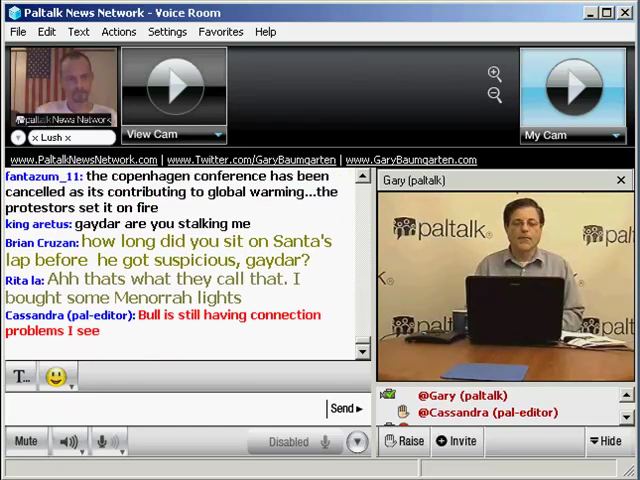 Paltalk News Network - Voice Room
File Edit Text Actions Settings Favorites Help
paltalk News Network
x Lush x
View Cam
My Cam
www.PaltalkNewsNetwork.com | www.Twitter.com/GaryBaumgarten | www.GaryBaumgarten.com
fantazum_11: the copenhagen conference has been
cancelled as its contributing to global warming...the
protestors set it on fire
king aretus: gaydar are you stalking me
Brian Cruzan: how long did you sit on Santa's
lap before he got suspicious, gaydar?
Rita la: Ahh thats what they call that. I
bought some Menorrah lights
Cassandra (pal-editor): Bull is still having connection
problems I see
Gary (paltalk)
paltalk
paltalk
T...
Send
@Gary (paltalk)
@Cassandra (pal-editor)
Mute
Disabled
Raise
Invite
Hide